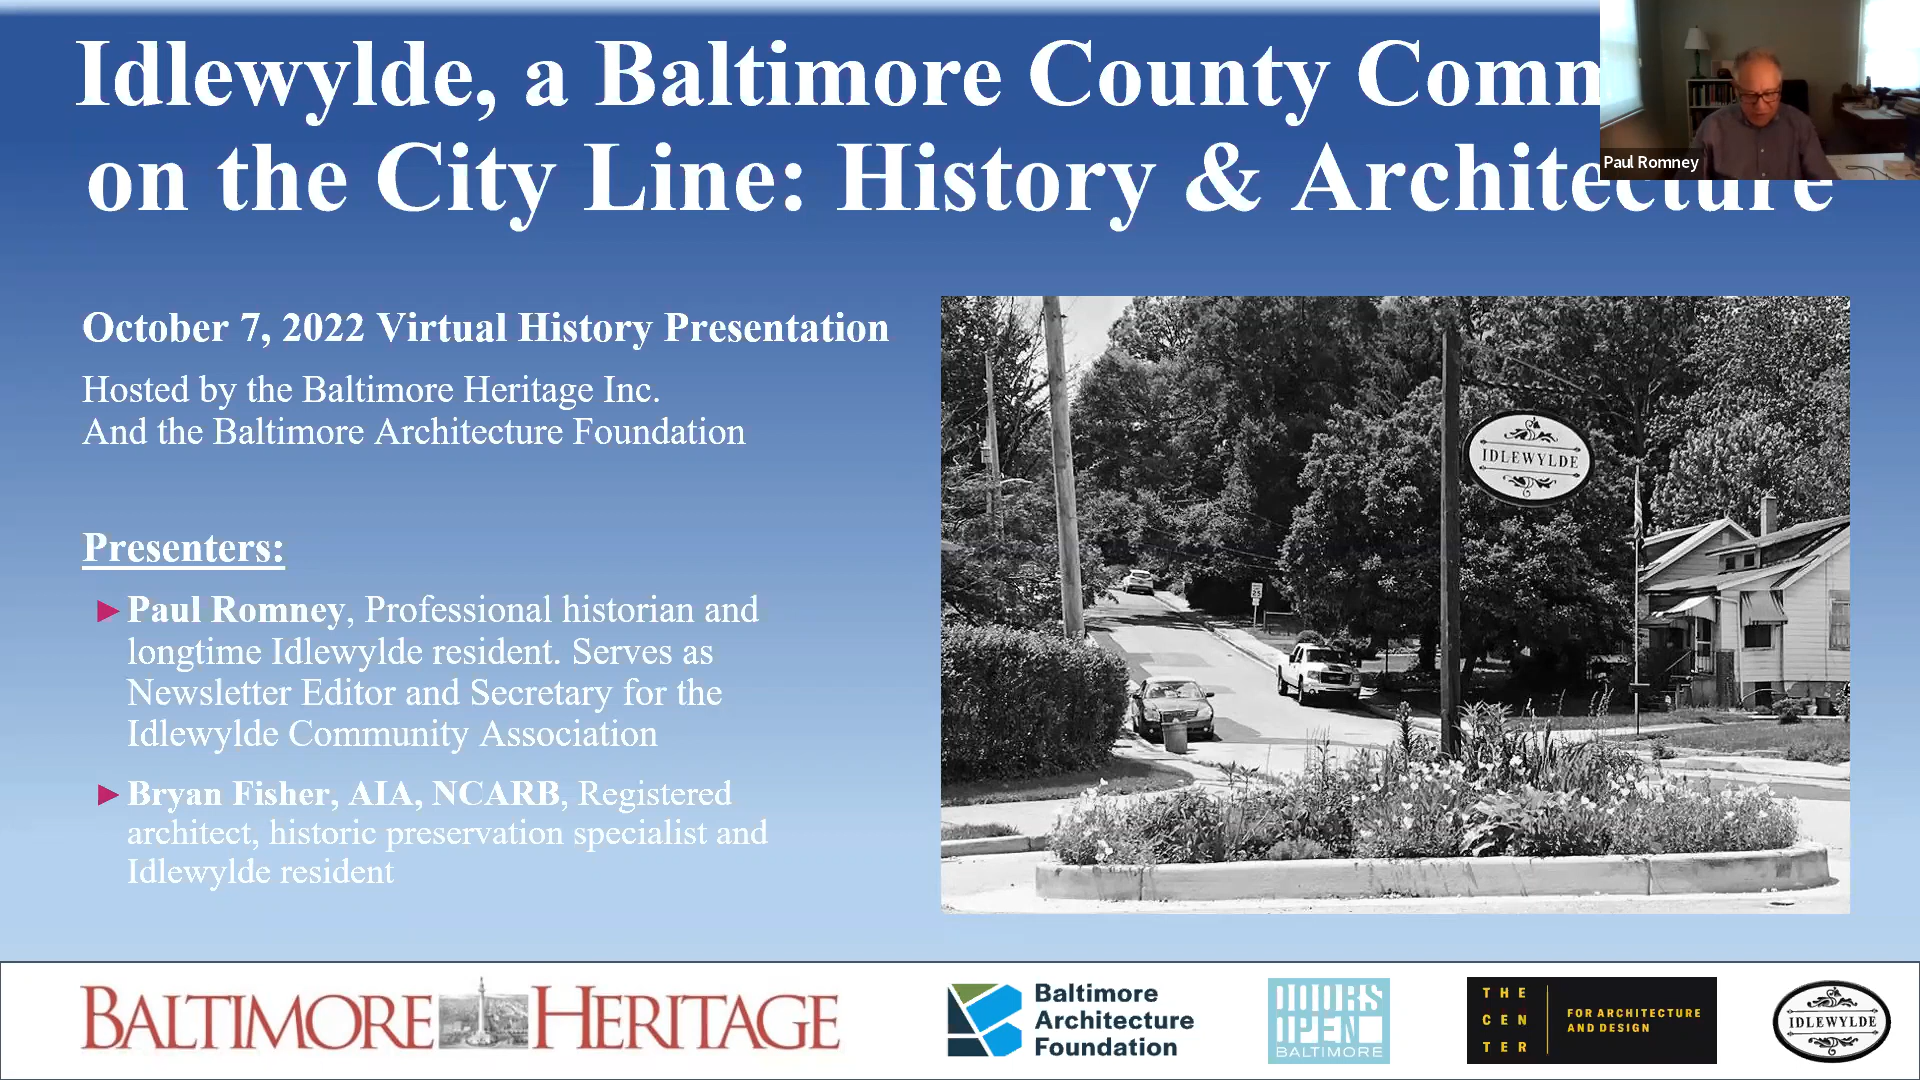 Idlewylde, a Baltimore County Comm
on the City Line: History & Architecture
Paul Romney
October 7, 2022 Virtual History Presentation
Hosted by the Baltimore Heritage Inc.
And the Baltimore Architecture Foundation
Presenters:
Paul Romney, Professional historian and
longtime Idlewylde resident. Serves as
Newsletter Editor and Secretary for the
Idlewylde Community Association
Bryan Fisher, AIA, NCARB, Registered
architect, historic preservation specialist and
Idlewylde resident
IDLEWYLDE
BALTIMORE HERITAGE
Baltimore
Architecture
Foundation
DOORS
OPEN
BALTIMORE
THE
CEN
TER
FOR ARCHITECTURE
AND DESIGN
IDLEWYLDE